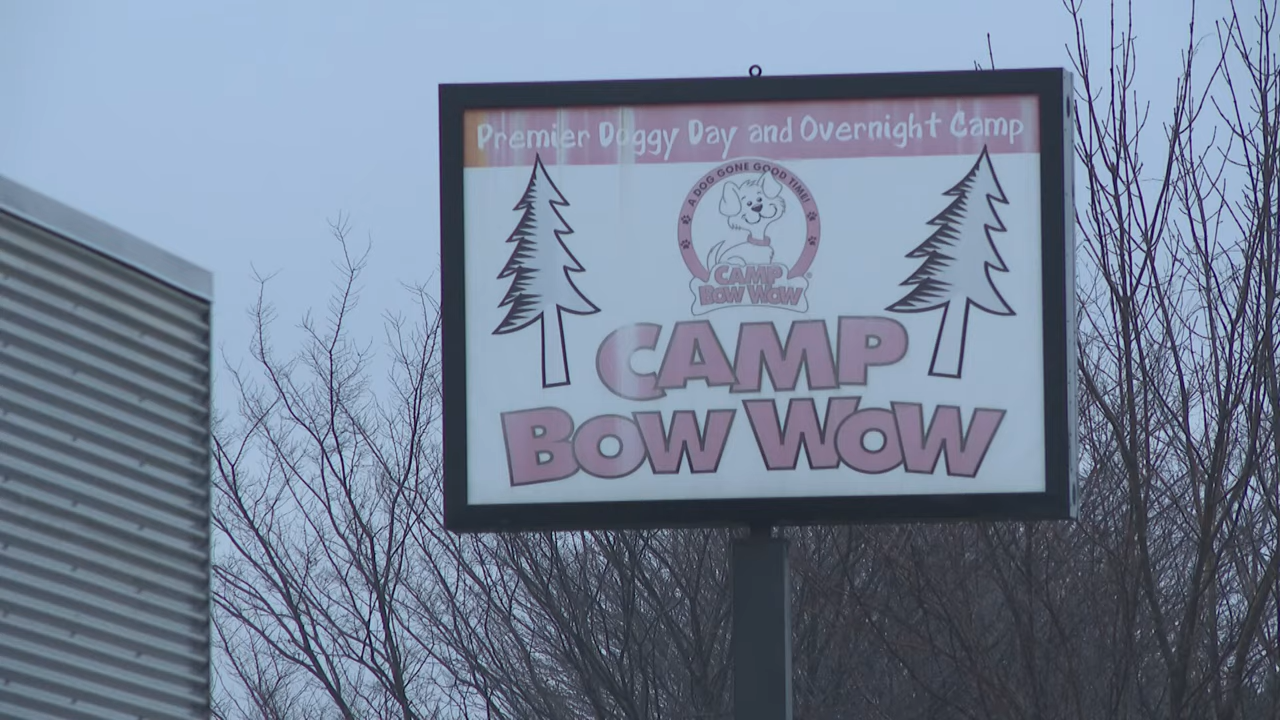 Premier Doggy Day and Overnight Camp
A DOG GONE GOOD TIME!
CAMP
BOW WOW®
CAMP
BOW WOW